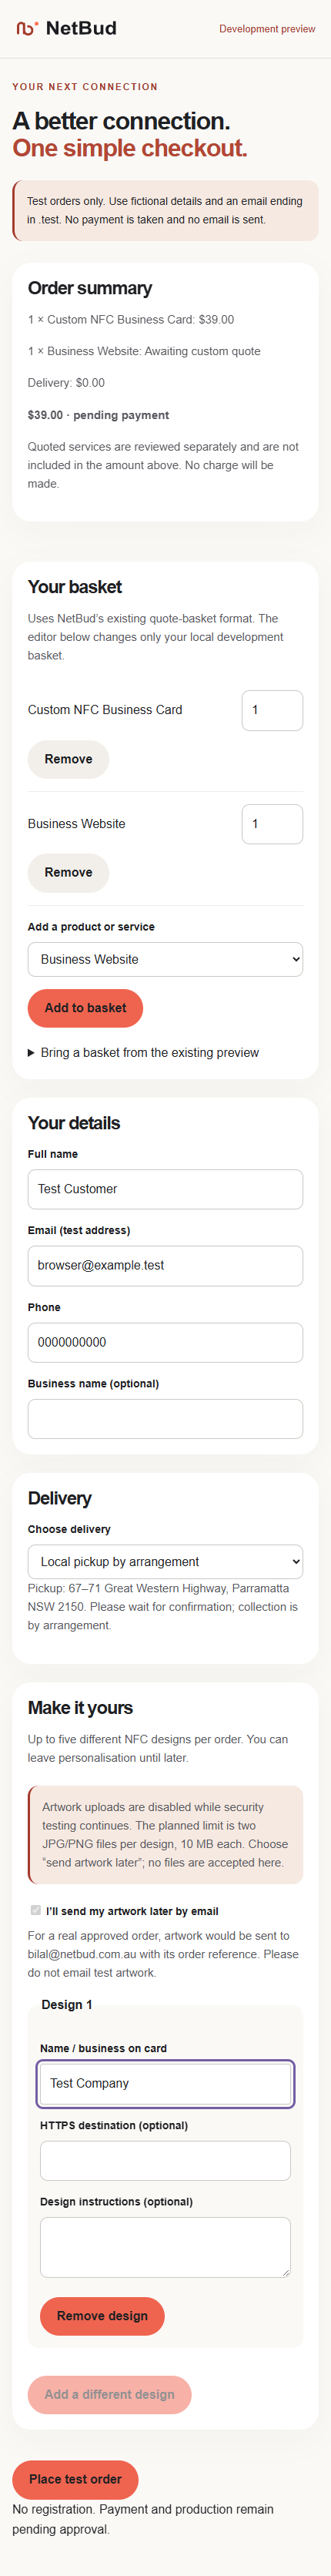 NetBud
Development preview
YOUR NEXT CONNECTION
A better connection.
One simple checkout.
Test orders only. Use fictional details and an email ending
in .test. No payment is taken and no email is sent.
Order summary
1 × Custom NFC Business Card: $39.00
1 × Business Website: Awaiting custom quote
Delivery: $0.00
$39.00 · pending payment
Quoted services are reviewed separately and are not
included in the amount above. No charge will be
made.
Your basket
Uses NetBud's existing quote-basket format. The
editor below changes only your local development
basket.
Custom NFC Business Card
1
Remove
Business Website
1
Remove
Add a product or service
Business Website
Add to basket
Bring a basket from the existing preview
Your details
Full name
Test Customer
Email (test address)
browser@example.test
Phone
0000000000
Business name (optional)
Delivery
Choose delivery
Local pickup by arrangement
Pickup: 67–71 Great Western Highway, Parramatta
NSW 2150. Please wait for confirmation; collection is
by arrangement.
Make it yours
Up to five different NFC designs per order. You can
leave personalisation until later.
Artwork uploads are disabled while security
testing continues. The planned limit is two
JPG/PNG files per design, 10 MB each. Choose
"send artwork later"; no files are accepted here.
I'll send my artwork later by email
For a real approved order, artwork would be sent to
bilal@netbud.com.au with its order reference. Please
do not email test artwork.
Design 1
Name / business on card
Test Company
HTTPS destination (optional)
Design instructions (optional)
Remove design
Add a different design
Place test order
No registration. Payment and production remain
pending approval.